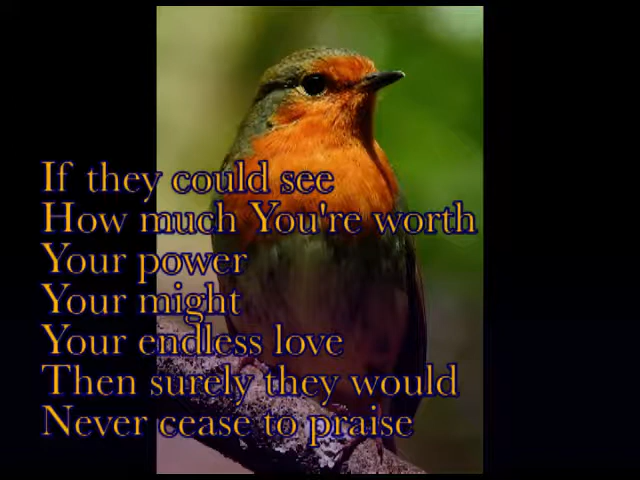 If they could see
How much You're worth
Your power
Your might
Your endless love
Then surely they would
Never cease to praise